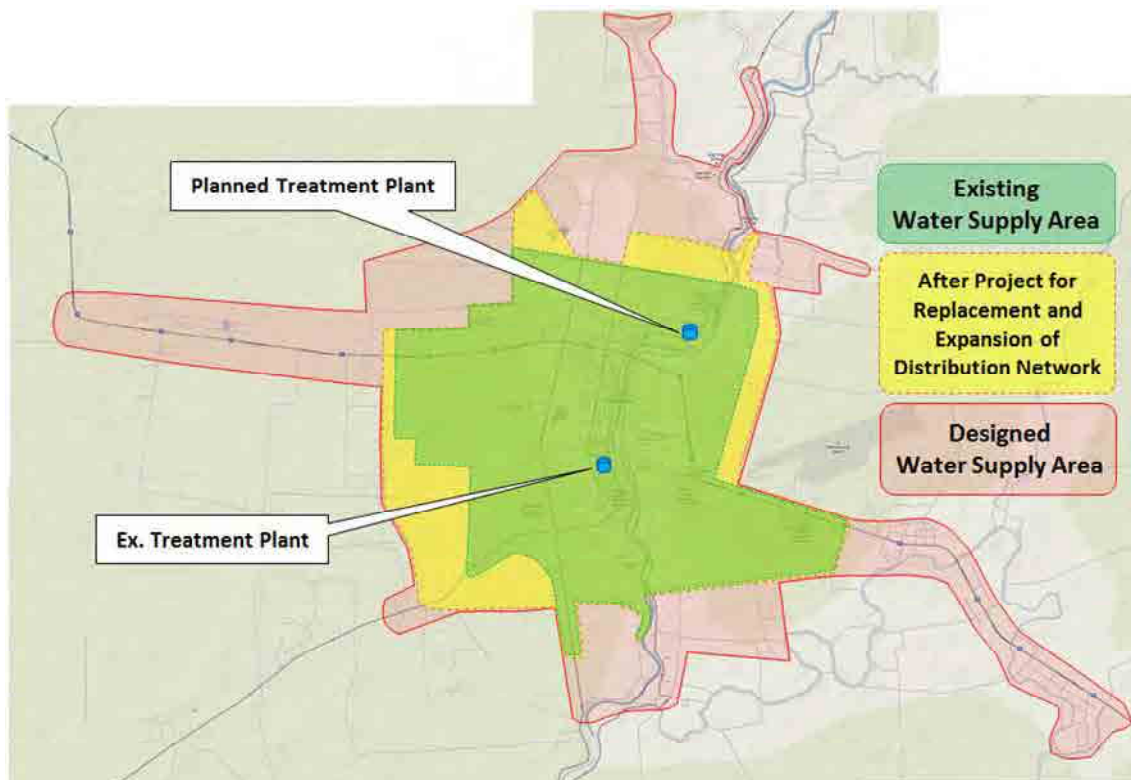 Planned Treatment Plant
Existing
Water Supply Area
After Project for
Replacement and
Expansion of
Distribution Network
Designed
Water Supply Area
Ex. Treatment Plant